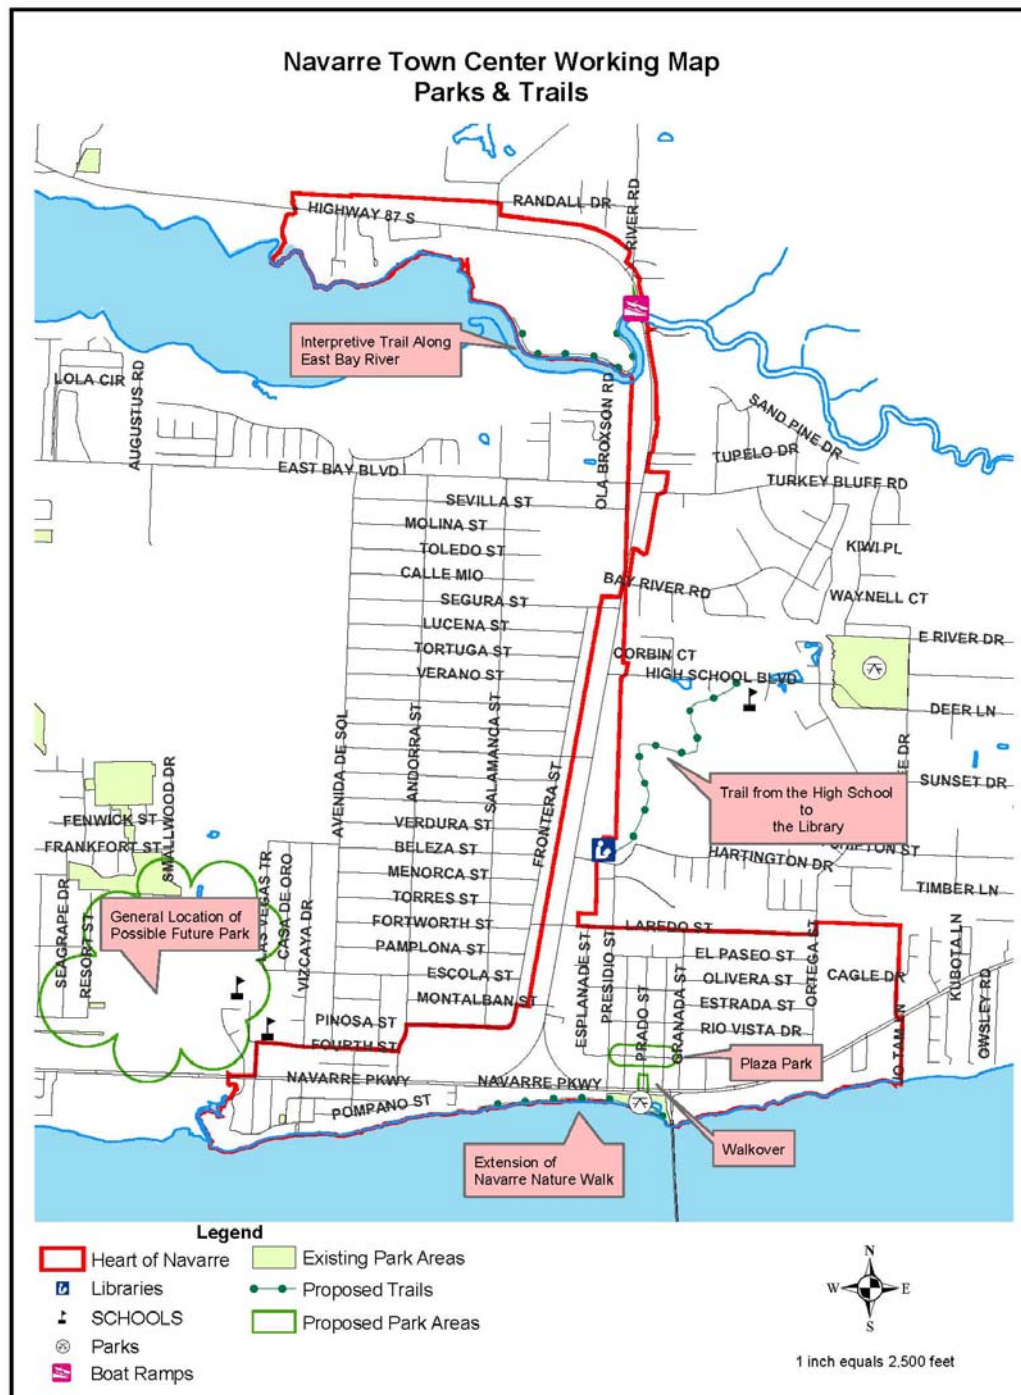 Navarre Town Center Working Map
Parks & Trails
RANDALL DR
HIGHWAY 87 S
RIVER RD
Interpretive Trail Along
East Bay River
LOLA CIR
AUGUSTUS RD
OLA BROXSON RD
SAND PINE DR
TUPELO DR
EAST BAY BLVD
TURKEY BLUFF RD
SEVILLA ST
MOLINA ST
TOLEDO ST
KIWI PL
CALLE MIO
BAY RIVER RD
SEGURA ST
WAYNELL CT
LUCENA ST
E RIVER DR
TORTUGA ST
CORBIN CT
VERANO ST
HIGH SCHOOL BLVD
DEER LN
AVENIDA DE SOL
ANDORRA ST
SALAMANCA ST
FRONTERA ST
SUNSET DR
Trail from the High School
to
the Library
SMALLWOOD DR
FENWICK ST
VERDURA ST
FRANKFORT ST
BELEZA ST
HARTINGTON DR
MENORCA ST
TIMBER LN
TORRES ST
SEAGRAPE DR
RESORT ST
General Location of
Possible Future Park
LAS VEGAS TR
CASA DE ORO
VIZCAYA DR
FORTWORTH ST
LAREDO ST
PAMPLONA ST
EL PASEO ST
ESCOLA ST
OLIVERA ST
CAGLE DR
MONTALBAN ST
ESTRADA ST
ESPLANADE ST
PRESIDIO ST
PRADO ST
GRANADA ST
ORTEGA ST
KUBOTA LN
OWSLEY RD
JOTAM LN
PINOSA ST
RIO VISTA DR
FOURTH ST
Plaza Park
NAVARRE PKWY
NAVARRE PKWY
POMPANO ST
Walkover
Extension of
Navarre Nature Walk
Legend
Heart of Navarre
Existing Park Areas
Libraries
Proposed Trails
SCHOOLS
Proposed Park Areas
Parks
Boat Ramps
N
W
E
S
1 inch equals 2,500 feet